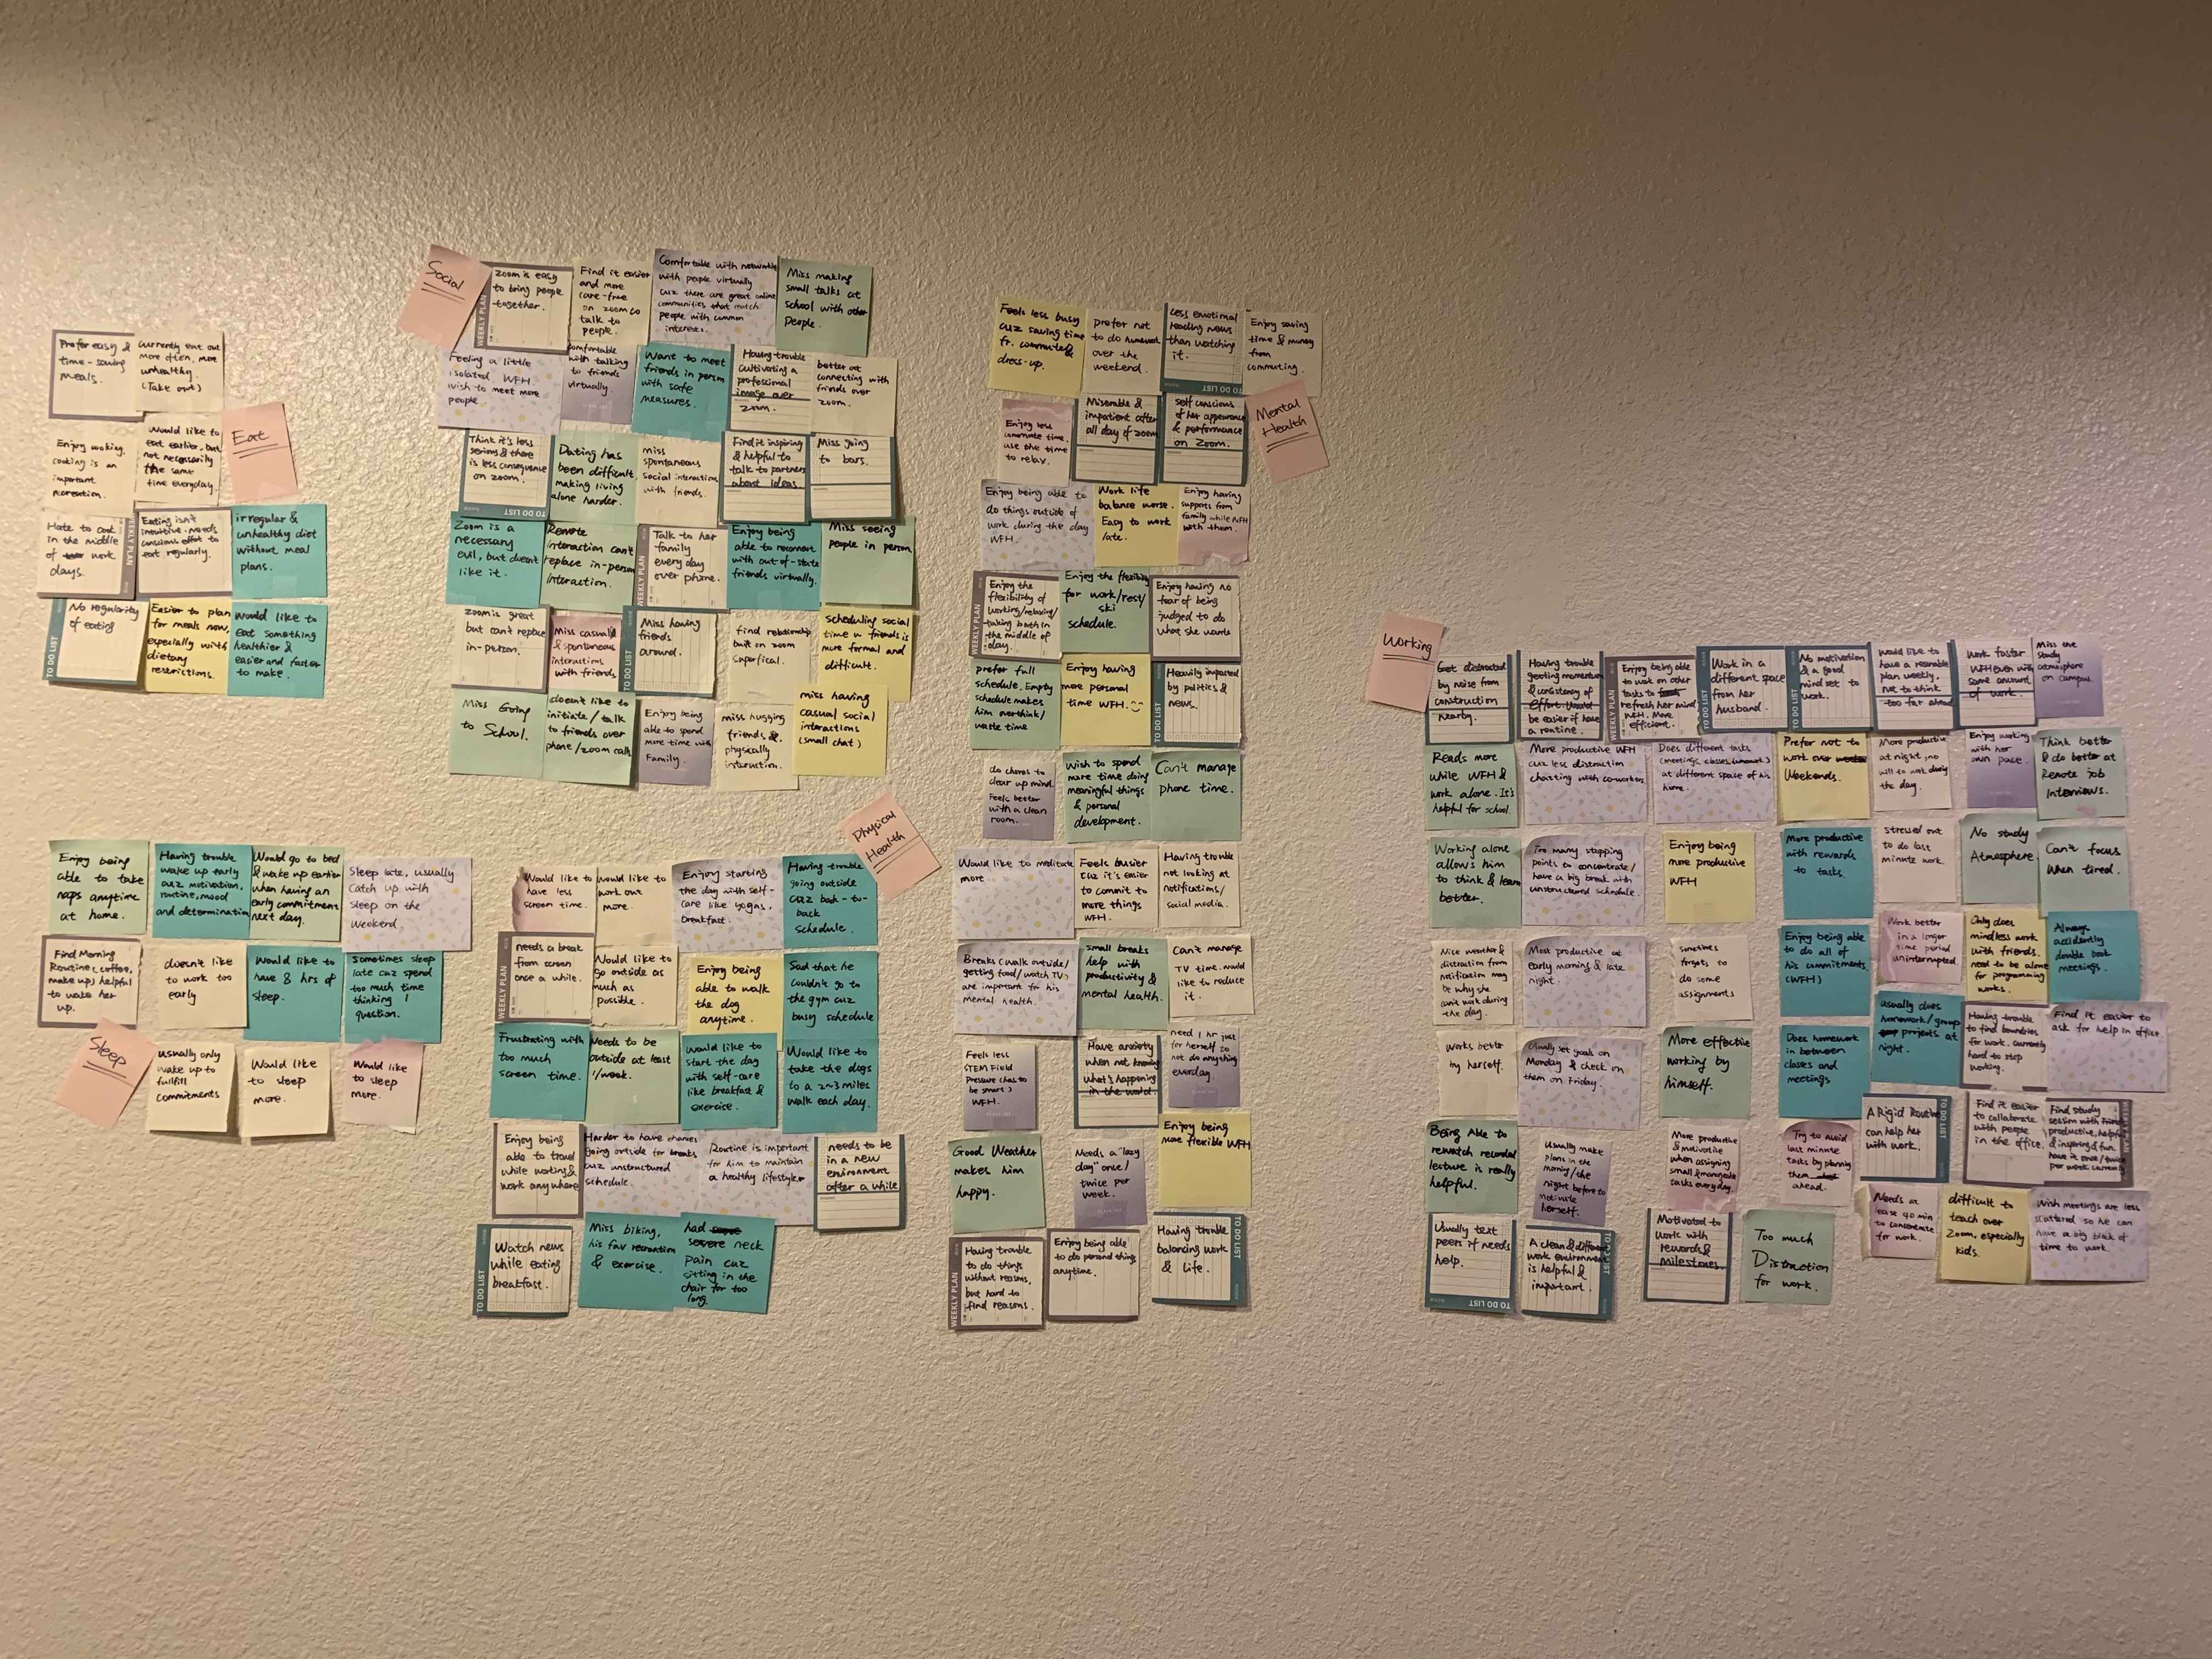 Social
zoom is easy
to bring people
together.
WEEKLY PLAN
Find it easier
and more
care-free
on zoom to
talk to
people.
Comfortable with networking
with people virtually
cuz there are great online
communities that match
people with common
interests.
Miss making
small talks at
school with other
People.
Feeling a little
isolated WFH.
wish to meet more
people.
comfortable
with talking
to friends
virtually
Want to meet
friends in person
with safe
measures.
Having trouble
cultivating a
professional
image over
zoom.
better at
connecting with
friends over
zoom.
Think it's less
serious & there
is less consequence
on zoom.
TO DO LIST
Dating has
been difficult,
making living
alone harder.
miss
spontaneous
social interactions
with friends.
Find it inspiring
& helpful to
talk to partners
about ideas
Miss going
to bars.
Zoom is a
necessary
evil, but doesn't
like it.
Remote
interaction can't
replace in-person
Interaction.
Talk to her
family
every day
over phone.
WEEKLY PLAN
Enjoy being
able to reconnect
with out-of-state
friends virtually.
Miss seeing
people in person
zoom is great
but can't replace
in-person.
Miss casual
& spontaneous
interactions
with friends
Miss having
friends
around.
TO DO LIST
find relationship
built on zoom
superfical.
scheduling social
time w friends is
more formal and
difficult.
Miss Going
to School.
doesn't like to
initiate/talk
to friends over
phone/zoom calls
Enjoy being
able to spend
more time with
Family.
miss hugging
friends &
physically
interaction.
miss having
casual social
interactions
(small chat)
Prefer easy &
time-saving
meals.
Currently eat out
more often, more
unhealthy.
(Take out)
Eat
Enjoy cooking.
cooking is an
important
recreation.
Would like to
eat earlier, but
not necessarily
the same
time everyday.
Hate to cook
in the middle
of work
days.
WEEKLY PLAN
Eating isn't
intuitive. needs
conscious effort to
eat regularly.
irregular &
unhealthy diet
without meal
plans.
No regularity
of eating
TO DO LIST
Easier to plan
for meals now,
especially with
dietary
restrictions.
Would like to
eat something
healthier &
easier and faster
to make.
Feels less busy
cuz saving time
fr. commute &
dress-up.
prefer not
to do homework
over the
weekend.
Less emotional
reading news
than watching
it.
TO DO LIST
Enjoy saving
time & money
from
commuting.
Mental
Health
Enjoy less
commute time.
use the time
to relax.
Miserable &
impatient after
all day of zoom
self conscious
of her appearance
& performance
on Zoom.
Enjoy being able to
do things outside of
work during the day
WFH.
Work life
balance worse.
Easy to work
late.
Enjoy having
supports from
family while WFH
with them.
Enjoy the
flexibility of
working/relaxing/
taking bath in
the middle of
day.
WEEKLY PLAN
Enjoy the flexibility
for work/rest/
ski
schedule.
Enjoy having no
fear of being
judged to do
what she wants
prefer full
schedule. Empty
schedule makes
him overthink/
waste time
Enjoy having
more personal
time WFH.
Heavily impacted
by politics &
news.
TO DO LIST
do chores to
clear up mind.
Feels better
with a clean
room.
Wish to spend
more time doing
meaningful things
& personal
development.
Can't manage
phone time.
Would like to meditate
more.
Feels busier
cuz it's easier
to commit to
more things
WFH.
Having trouble
not looking at
notifications/
social media.
Breaks (walk outside/
getting food/watch TV)
are important for his
mental health.
small breaks
help with
productivity &
mental health.
Can't manage
TV time. would
like to reduce
it.
Feels less
STEM Field
Pressure (has to
be smart)
WFH.
Have anxiety
when not knowing
what's happening
in the world.
need 1 hr just
for herself to
not do anything
everyday.
Good Weather
makes him
happy.
Needs a
"lazy
day" once/
twice per
week.
Enjoy being
more flexible WFH
Having trouble
to do things
without reasons,
but hard to
find reasons.
WEEKLY PLAN
Enjoy being able
to do personal things
anytime.
Having trouble
balancing work
& life.
TO DO LIST
Enjoy being
able to take
naps anytime
at home.
Having trouble
wake up early
cuz motivation,
routine, mood
and determination
Would go to bed
& wake up earlier
when having an
early commitment
next day.
Sleep late, usually
Catch up with
sleep on the
weekend.
Find Morning
Routine (coffee,
make up) helpful
to wake her
up.
doesn't like
to work too
early
Would like to
have 8 hrs of
sleep.
sometimes sleep
late cuz spend
too much time
thinking 1
question.
Sleep
usually only
wake up to
fulfill
commitments
Would like
to sleep
more.
Would like
to sleep
more.
Physical
Health
Would like to
have less
screen time.
would like to
work out
more.
Enjoy starting
the day with self-
care like yogas,
breakfast.
Having trouble
going outside
cuz back-to-
back
schedule.
needs a break
from screen
once a while.
WEEKLY PLAN
Would like to
go outside as
much as
possible.
Enjoy being
able to walk
the dog
anytime.
Sad that he
couldn't go to
the gym cuz
busy schedule
Frustrating with
too much
screen time.
Needs to be
outside at least
1/week.
would like to
start the day
with self-care
like breakfast &
exercise.
Would like to
take the dogs
to a 2~3 miles
walk each day.
Enjoy being
able to travel
while working &
work anywhere
Harder to have chances
going outside for breaks
cuz unstructured
schedule.
Routine is important
for him to maintain
a healthy lifestyle.
needs to be
in a new
environment
after a while
Watch news
while eating
breakfast.
TO DO LIST
Miss biking,
his fav recreation
& exercise.
had some
severe neck
pain cuz
sitting in the
chair for too
long.
Working
Get distracted
by noise from
construction
nearby.
Having trouble
getting momentum
& consistency of
effort. Would
be easier if have
a routine.
Enjoy being able
to work on other
tasks to
refresh her mind
WFH. More
efficient.
WEEKLY PLAN
Work in a
different space
from her
husband.
TO DO LIST
No motivation
& a good
mind set to
work.
TO DO LIST
would like to
have a reasonable
plan weekly,
not to think
too far ahead
Work faster
WFH even with
same amount
of work.
Miss the
study
atmosphere
on campus.
Reads more
while WFH &
work alone. It's
helpful for school.
More productive WFH
cuz less distraction
chatting with co-workers
Does different tasks
(meetings, classes, homework)
at different space of his
home.
Prefer not to
work over
Weekends.
More productive
at night, no
will to work during
the day.
Enjoy working
with her
own pace.
Think better
& do better at
Remote job
Interviews.
Working alone
allows him
to think & learn
better.
Too many stopping
points to concentrate/
have a big break with
unstructured schedule.
Enjoy being
more productive
WFH
More productive
with rewards
to tasks.
stressed out
to do last
minute work.
No study
Atmosphere.
Can't focus
when tired.
Nice weather &
distraction from
notification may
be why she
can't work during
the day.
Most productive at
early morning & late
night.
sometimes
forgets to
do some
assignments
Enjoy being able
to do all of
his commitments
(WFH)
Work better
in a longer
time period
uninterrupted.
Only does
mindless work
with friends.
need to be alone
for programming
works.
Always
accidently
double book
meetings.
works better
by herself.
Usually set goals on
Monday & check on
them on Friday.
More effective
working by
himself.
Does homework
in between
classes and
meetings
usually does
homework/group
projects at
night.
Having trouble
to find boundries
for work. currently
hard to stop
working.
Find it easier to
ask for help in office
Being Able to
rewatch recorded
lecture is really
helpful.
Usually make
plans in the
morning/the
night before to
motivate
herself.
More productive
& motivative
when assigning
small & manageable
tasks everyday.
Try to avoid
last minute
tasks by planning
them
ahead.
A Rigid Routine
can help her
with work.
TO DO LIST
Find it easier
to collaborate
with people
in the office.
Find study
session with friends
productive, helpful
& inspiring & fun.
have it once/twice
per week currently
Usually text
peers if needs
help.
TO DO LIST
A clean & different
work environment
is helpful &
important.
TO DO LIST
Motivated to
work with
rewards &
milestones.
Too much
Distraction
for work.
Needs at
lease 40 min
to concentrate
for work.
difficult to
teach over
Zoom, especially
kids.
Wish meetings are less
scattered so he can
have a big block of
time to work.